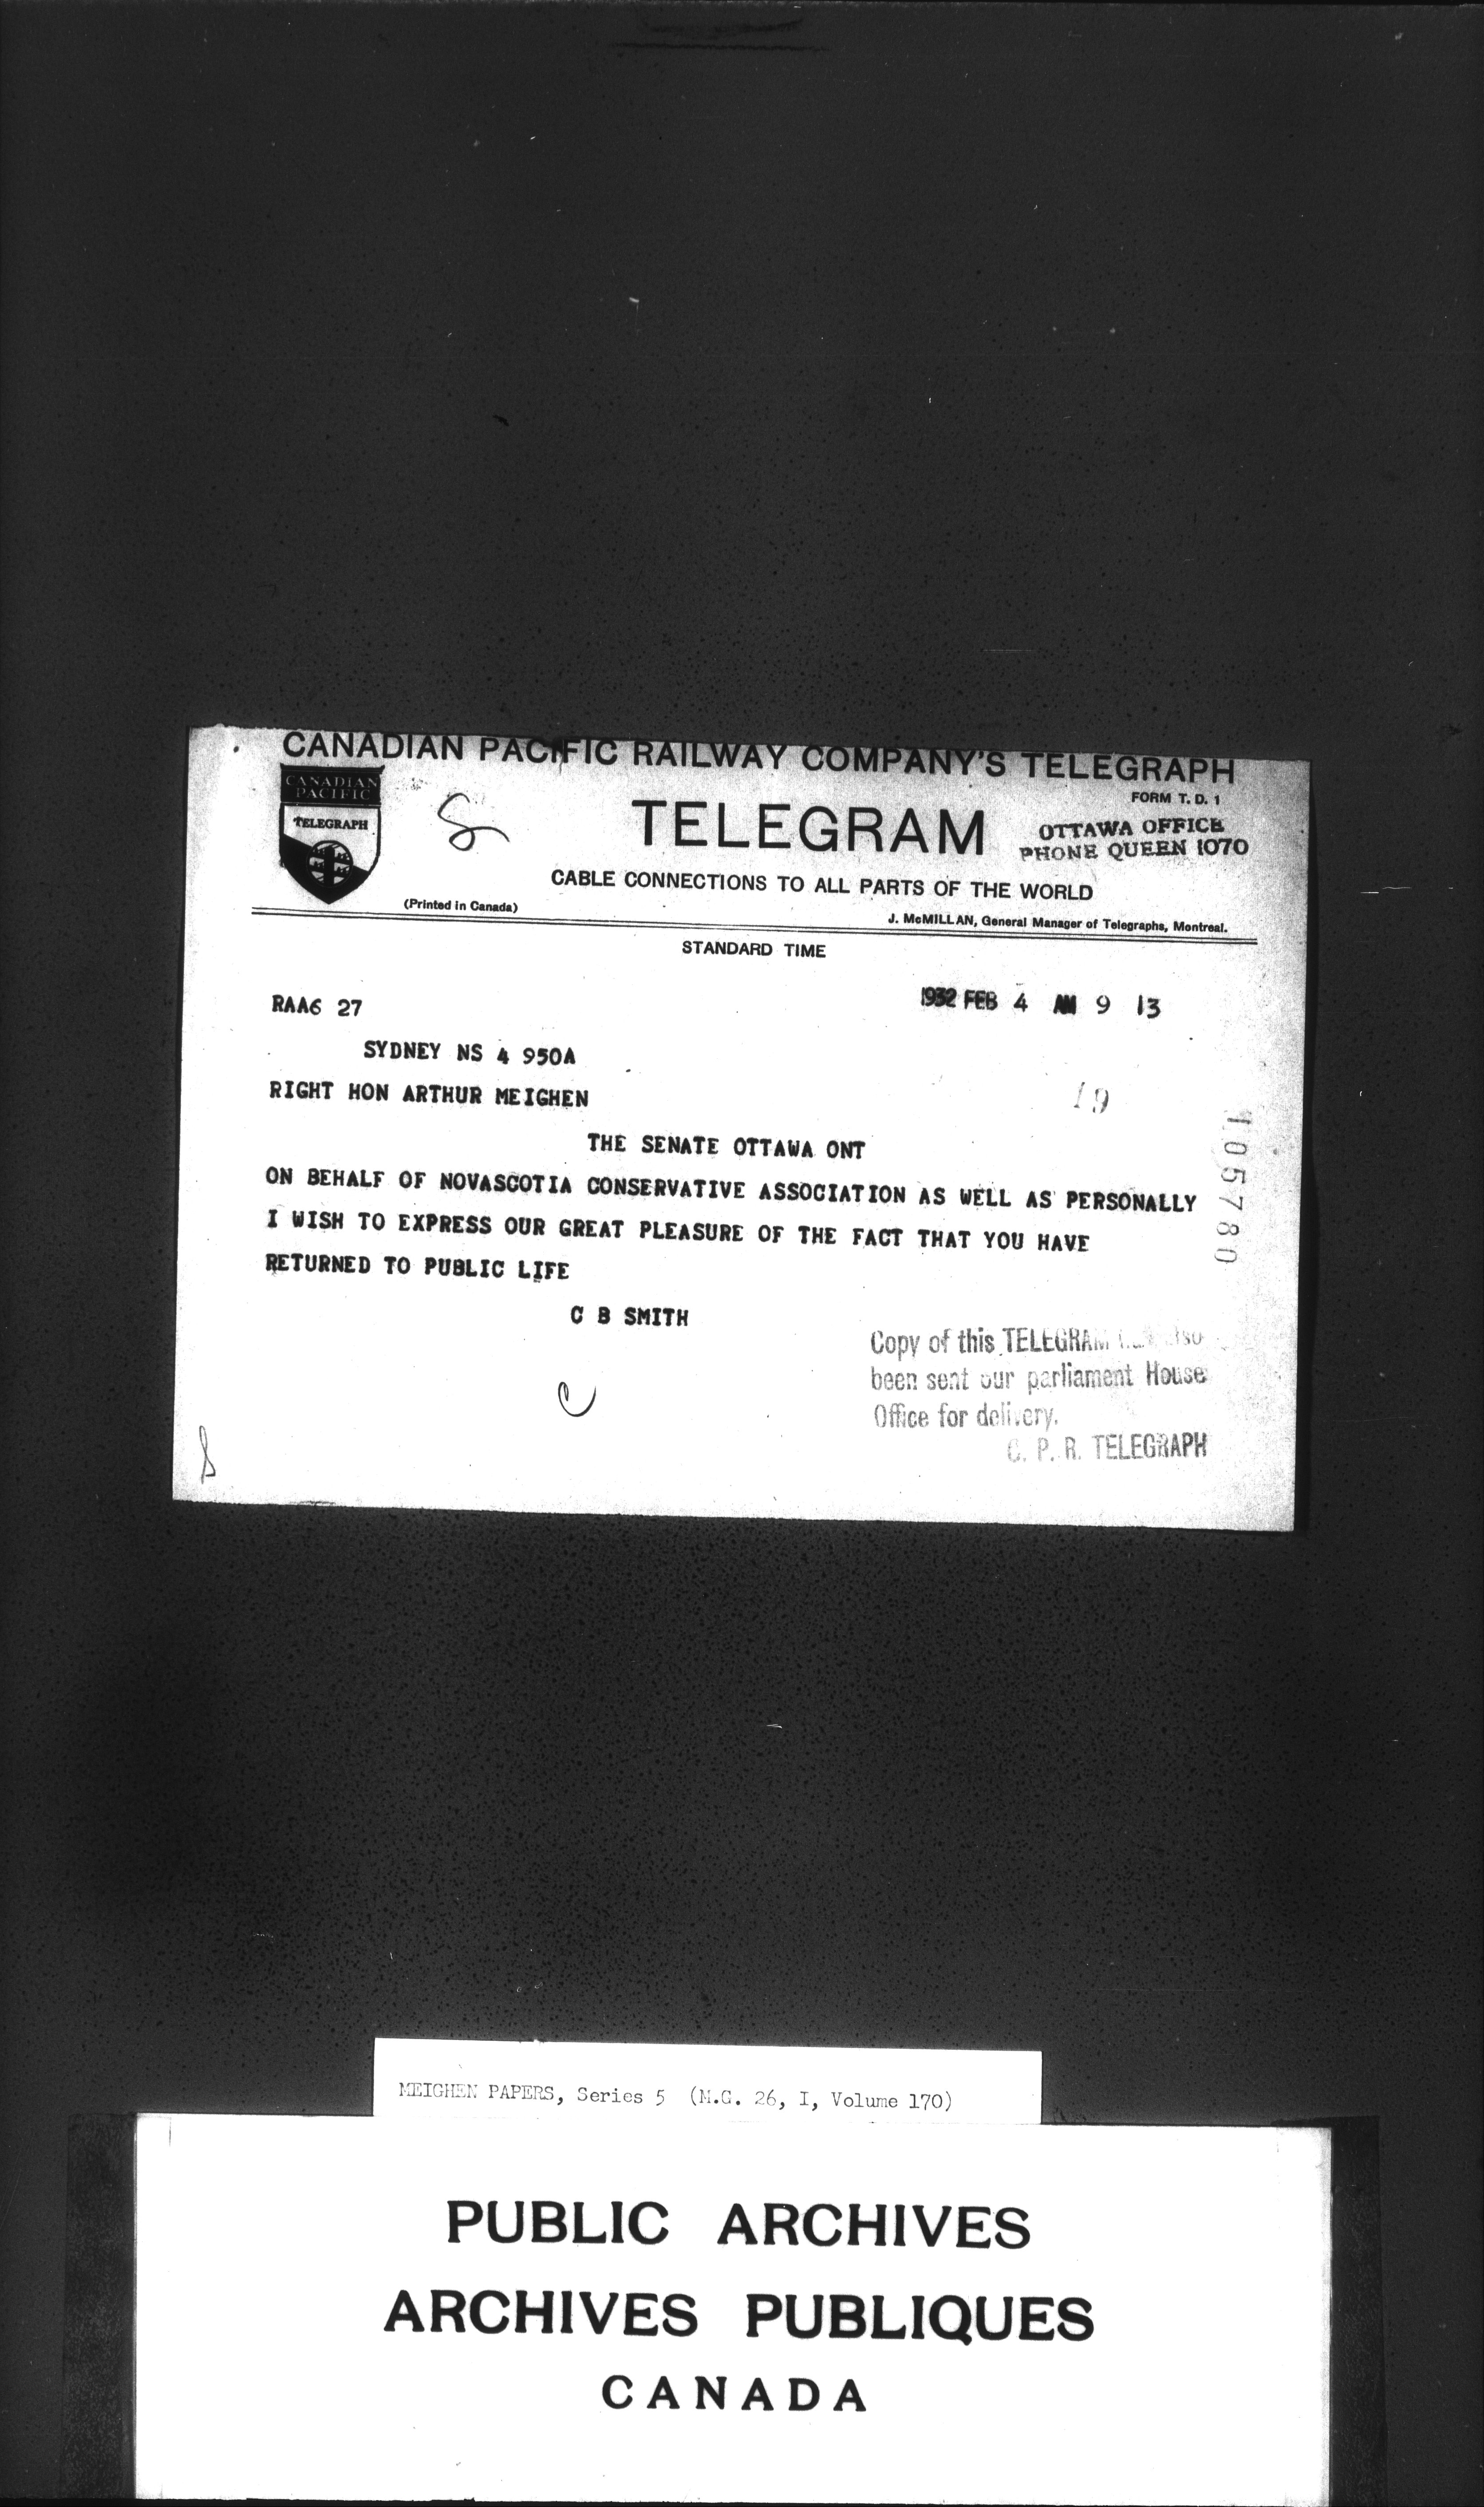 CANADIAN PACIFIC RAILWAY COMPANY'S TELEGRAPH
CANADIAN
PACIFIC
TELEGRAPH
S
FORM T. D. 1
TELEGRAM
OTTAWA OFFICE
PHONE QUEEN 1070
CABLE CONNECTIONS TO ALL PARTS OF THE WORLD
(Printed in Canada)
J. McMILLAN, General Manager of Telegraphs, Montreal.
STANDARD TIME
RAA6 27
1932 FEB 4 AM 9 13
SYDNEY NS 4 950A
RIGHT HON ARTHUR MEIGHEN
19
THE SENATE OTTAWA ONT
ON BEHALF OF NOVASCOTIA CONSERVATIVE ASSOCIATION AS WELL AS PERSONALLY
I WISH TO EXPRESS OUR GREAT PLEASURE OF THE FACT THAT YOU HAVE
RETURNED TO PUBLIC LIFE
C B SMITH
105780
Copy of this TELEGRAM also
been sent our parliament House
Office for delivery.
C. P. R. TELEGRAPH
C
MEIGHEN PAPERS, Series 5 (M.G. 26, I, Volume 170)
PUBLIC ARCHIVES
ARCHIVES PUBLIQUES
CANADA